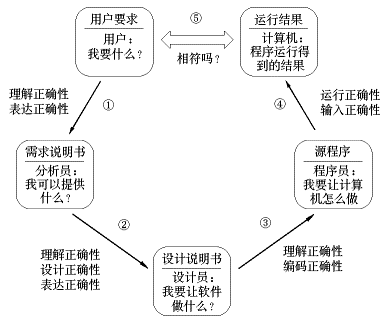 用户要求
用户：
我要什么？
⑤
相符吗？
运行结果
计算机：
程序运行得
到的结果
理解正确性
表达正确性
①
④
运行正确性
输入正确性
需求说明书
分析员：
我可以提供
什么？
源程序
程序员：
我要让计算
机怎么做
②
③
理解正确性
设计正确性
表达正确性
设计说明书
设计员：
我要让软件
做什么？
理解正确性
编码正确性